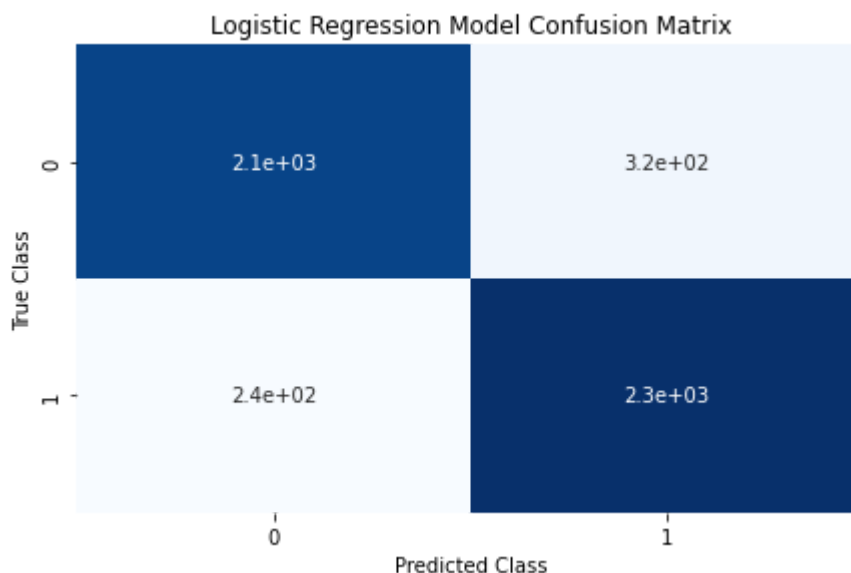 Logistic Regression Model Confusion Matrix
0
2.1e+03
3.2e+02
True Class
1
2.4e+02
2.3e+03
0
1
Predicted Class